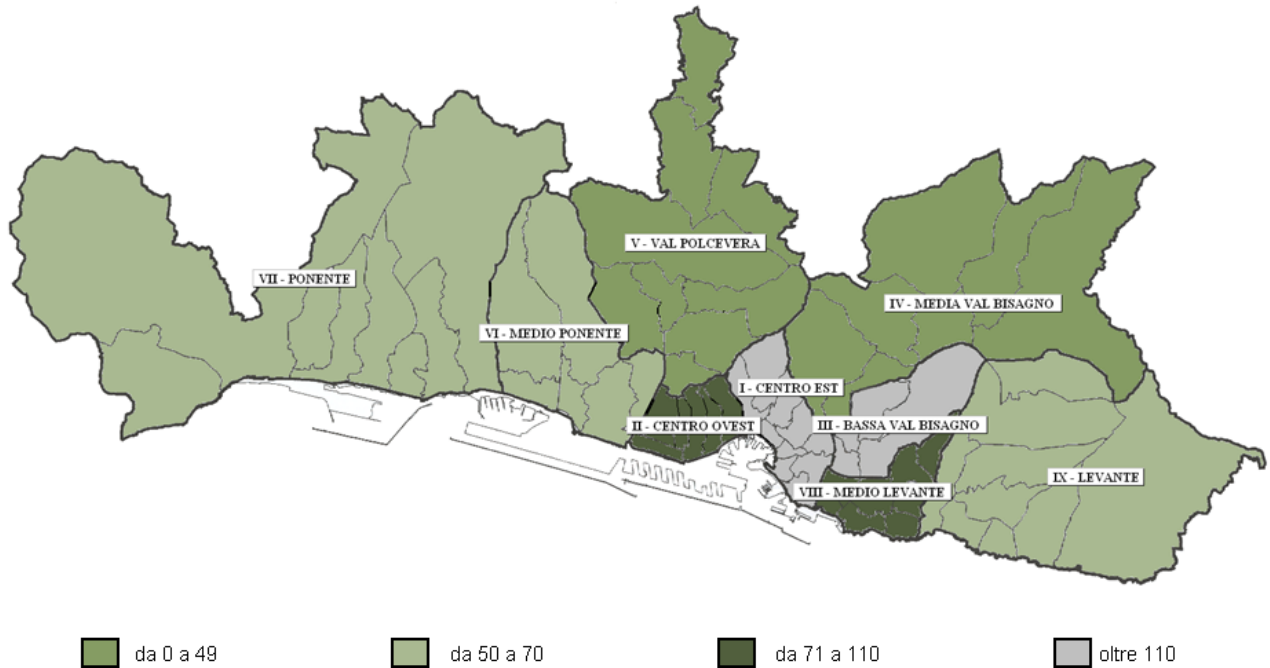 V - VAL POLCEVERA
VII - PONENTE
IV - MEDIA VAL BISAGNO
VI - MEDIO PONENTE
I - CENTRO EST
II - CENTRO OVEST
III - BASSA VAL BISAGNO
IX - LEVANTE
VIII - MEDIO LEVANTE
da 0 a 49
da 50 a 70
da 71 a 110
oltre 110